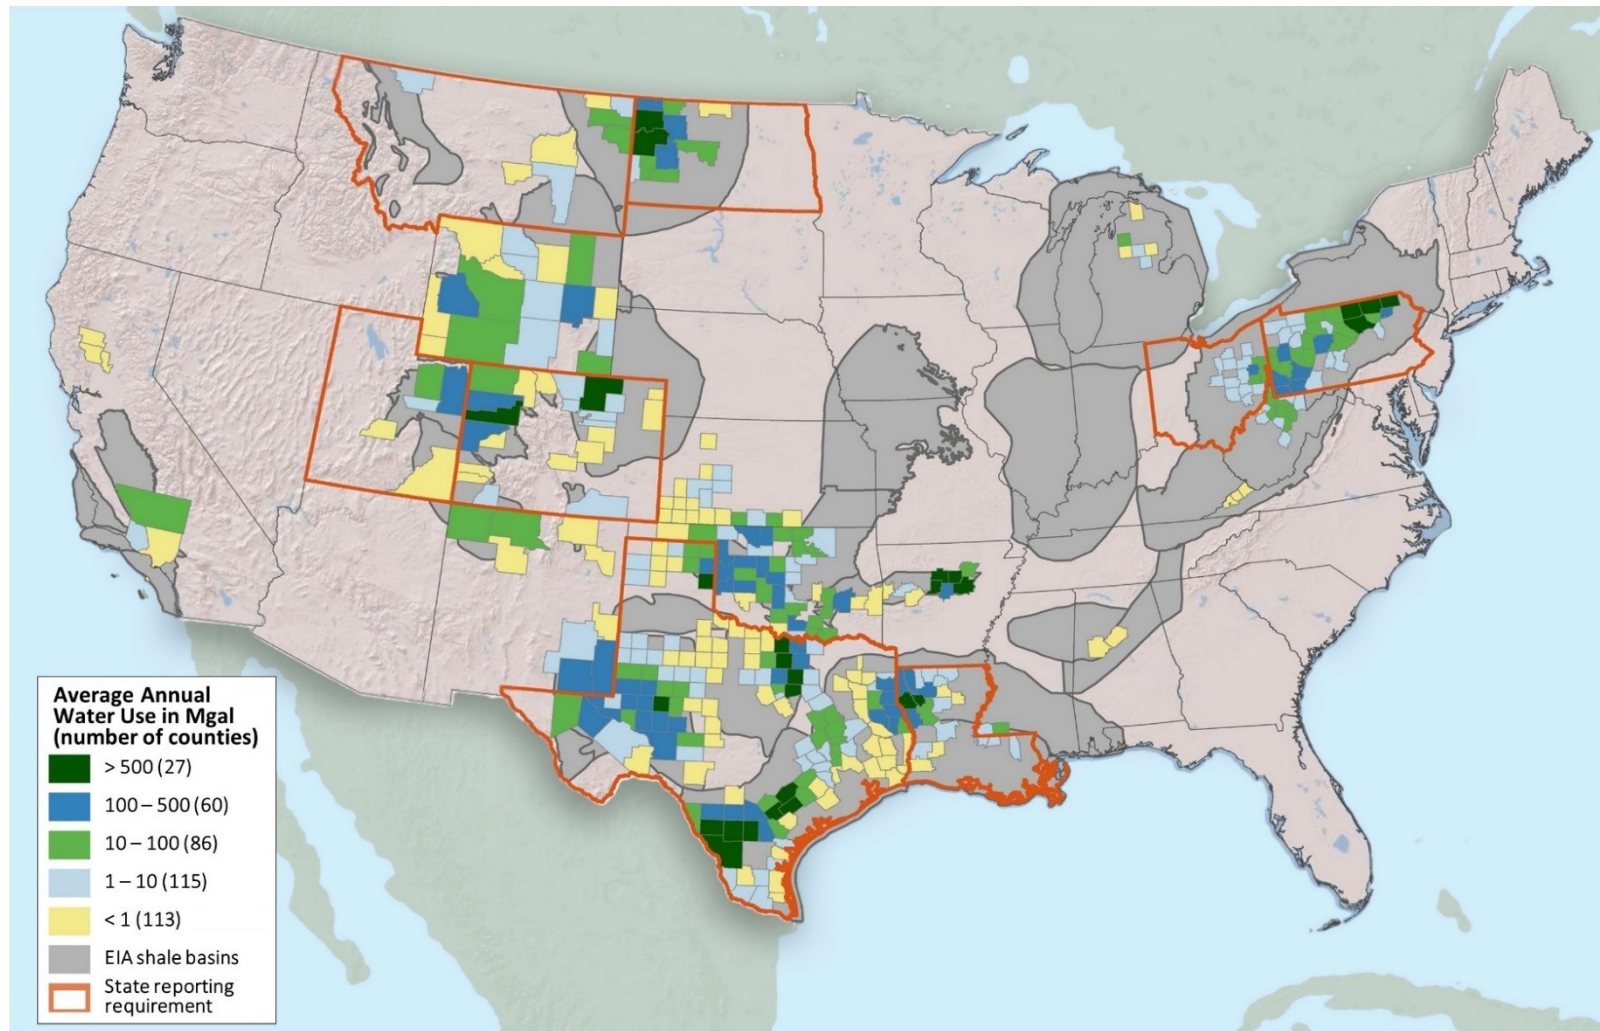 Average Annual
Water Use in Mgal
(number of counties)
> 500 (27)
100 – 500 (60)
10 – 100 (86)
1 – 10 (115)
< 1 (113)
EIA shale basins
State reporting
requirement